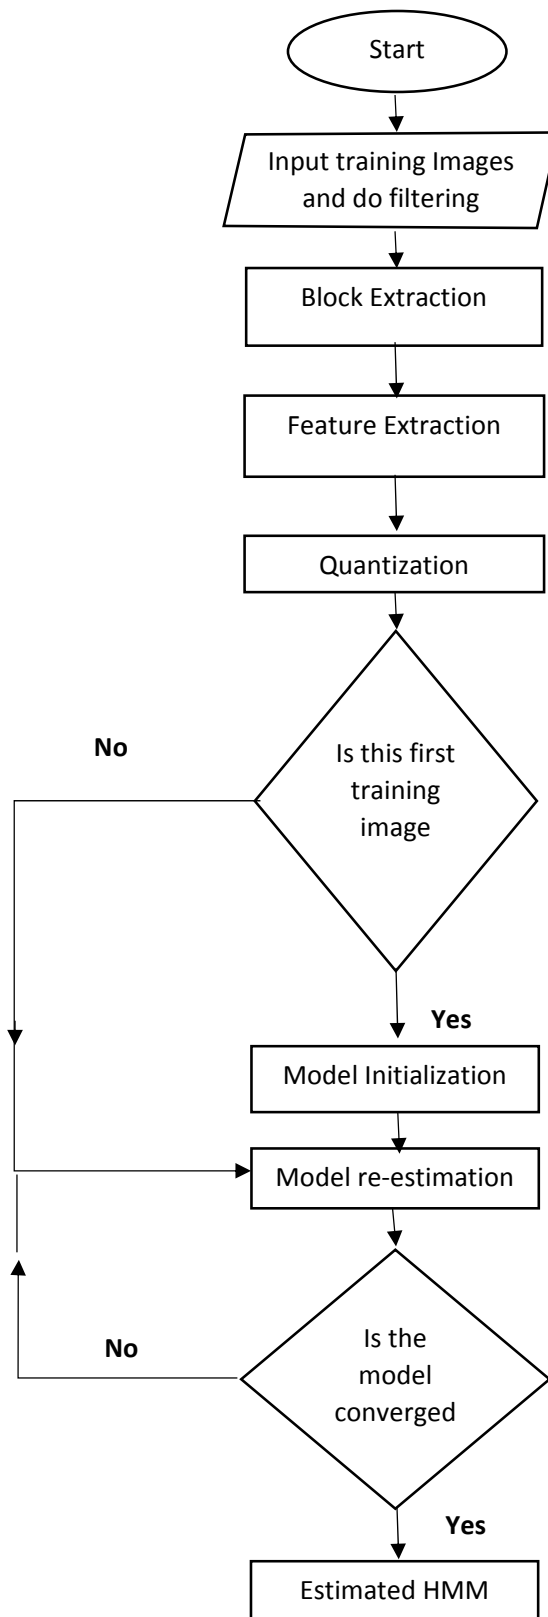 Start
Input training Images
and do filtering
Block Extraction
Feature Extraction
Quantization
No
Is this first
training
image
Yes
Model Initialization
Model re-estimation
No
Is the
model
converged
Yes
Estimated HMM